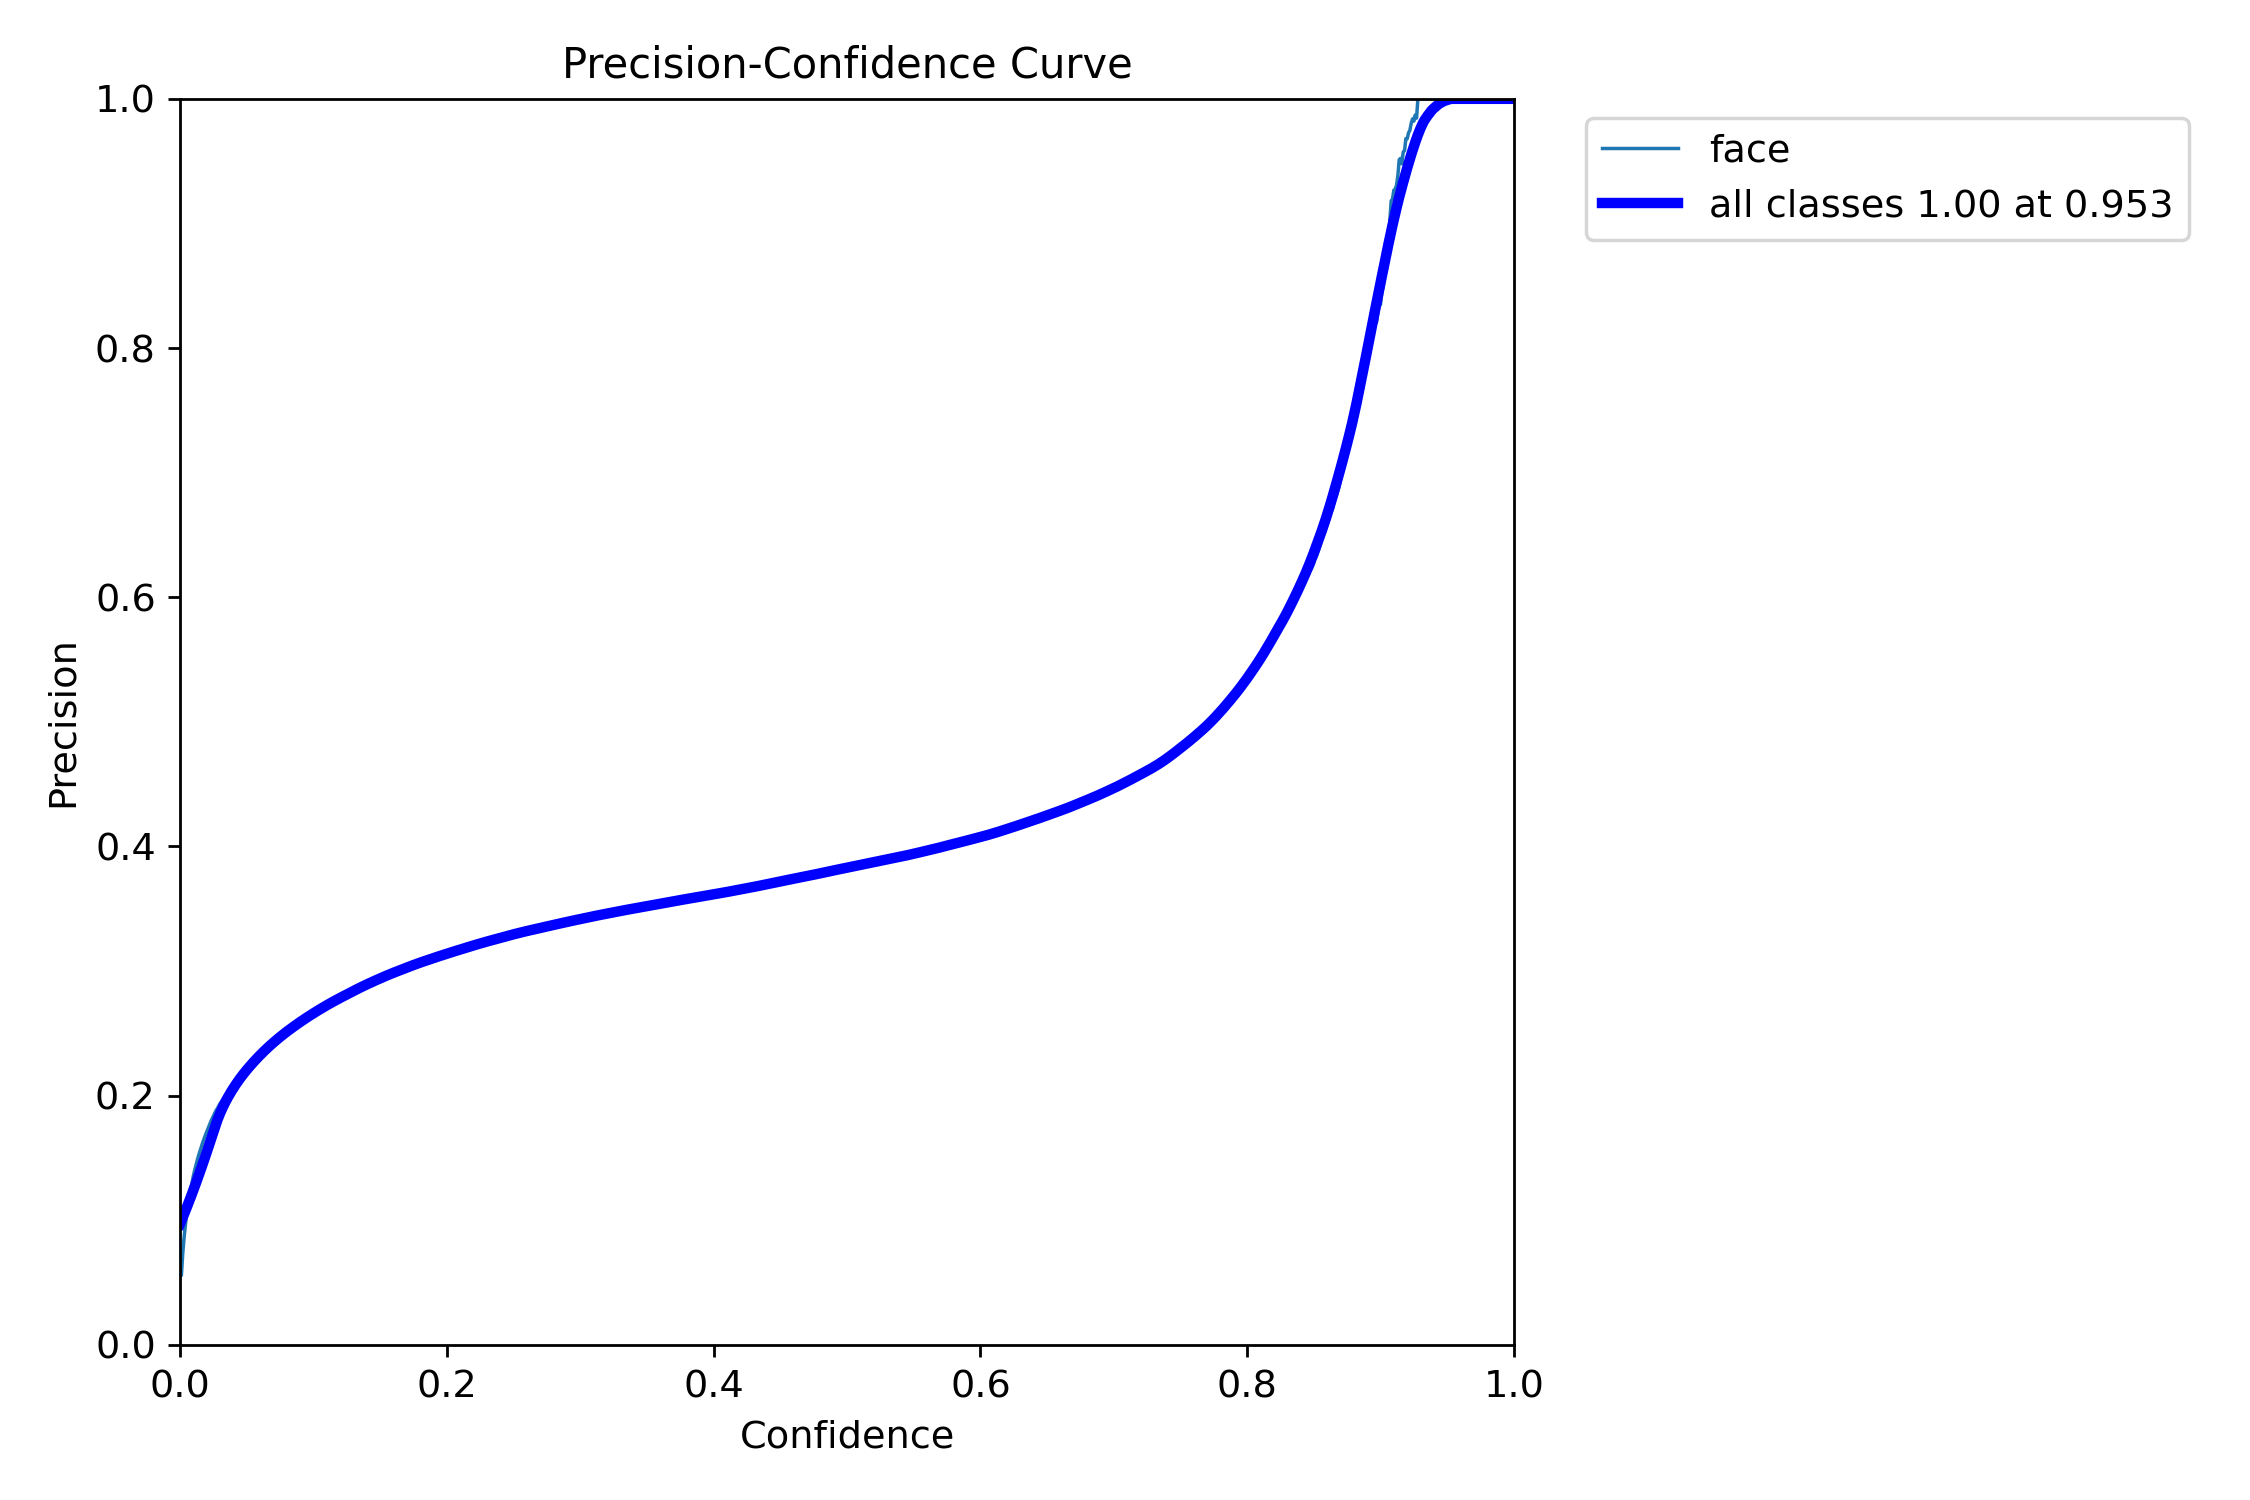 Precision-Confidence Curve
1.0
0.8
0.6
0.4
0.2
0.0
Precision
0.0 0.2 0.4 0.6 0.8 1.0
Confidence
face
all classes 1.00 at 0.953